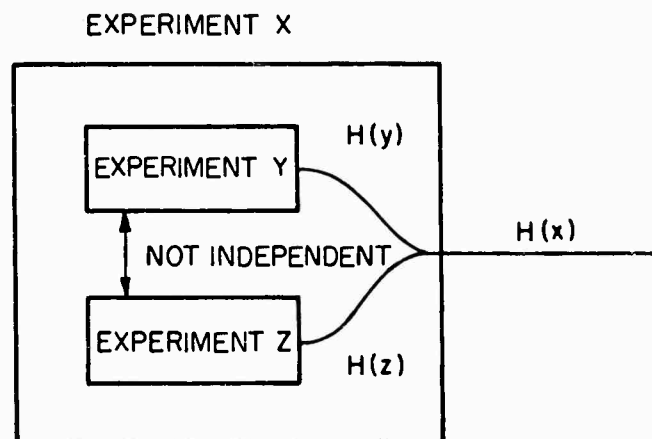 EXPERIMENT X
H(y)
EXPERIMENT Y
H(x)
NOT INDEPENDENT
EXPERIMENT Z
H(z)